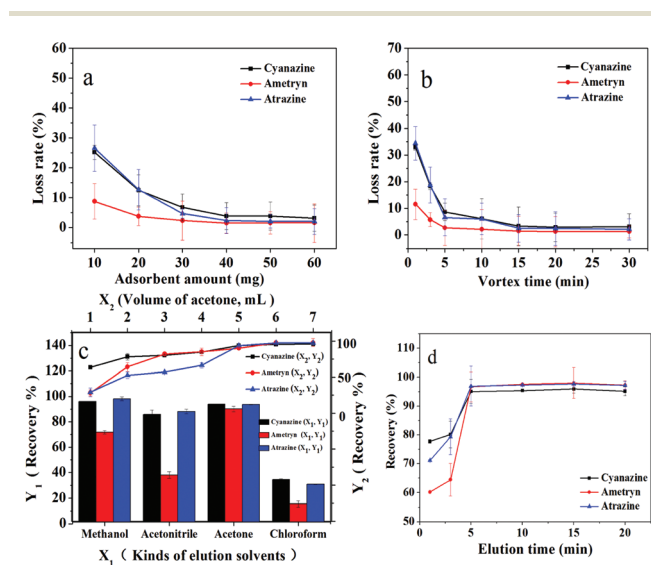 a
Cyanazine
Ametryn
Atrazine
Loss rate (%)
60
50
40
30
20
10
0
10 20 30 40 50 60
Adsorbent amount (mg)
b
Cyanazine
Ametryn
Atrazine
Loss rate (%)
70
60
50
40
30
20
10
0
0 5 10 15 20 25 30
Vortex time (min)
X2 (Volume of acetone, mL)
1 2 3 4 5 6 7
c
Cyanazine (X2, Y2)
Ametryn (X2, Y2)
Atrazine (X2, Y2)
Cyanazine (X1, Y1)
Ametryn (X1, Y1)
Atrazine (X1, Y1)
Y1 ( Recovery % )
140
120
100
80
60
40
20
0
100
50
0
Y2 ( Recovery % )
Methanol Acetonitrile Acetone Chloroform
X1 ( Kinds of elution solvents )
d
Cyanazine
Ametryn
Atrazine
Recovery (%)
110
100
90
80
70
60
50
0 5 10 15 20
Elution time (min)